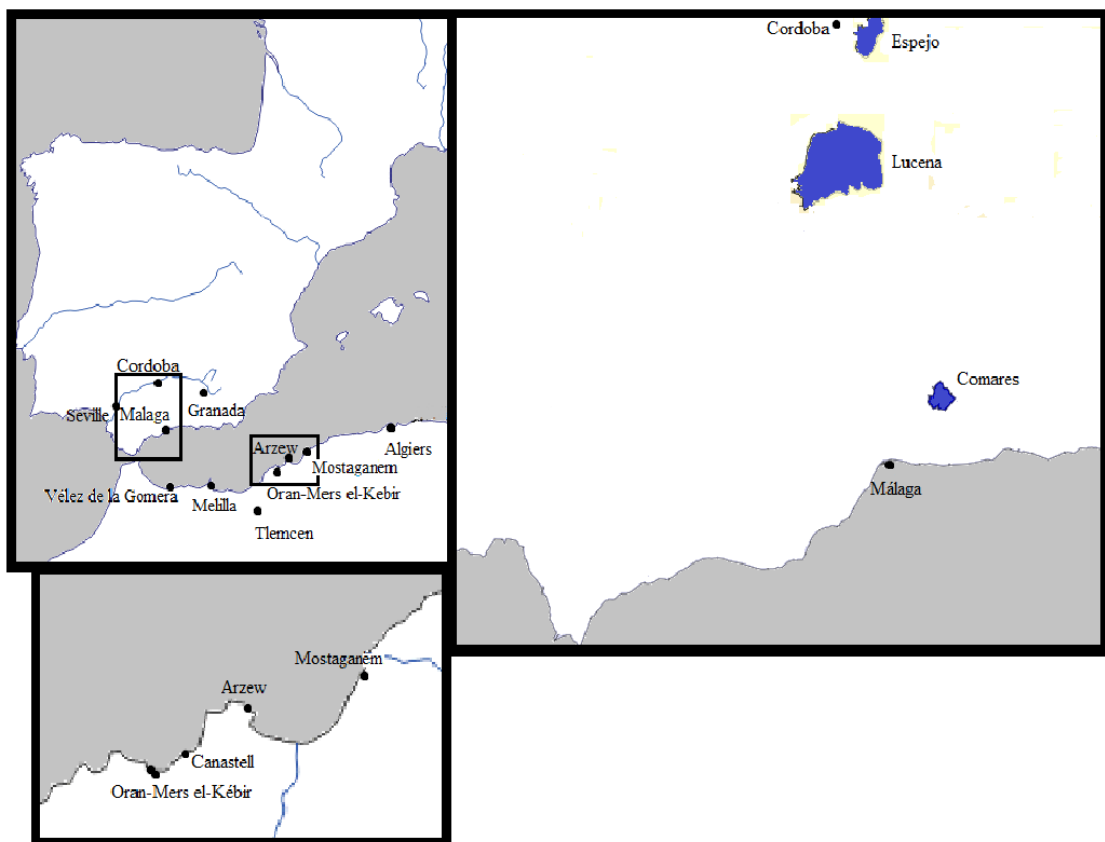 Cordoba
Seville
Malaga
Granada
Arzew
Algiers
Mostaganem
Vélez de la Gomera
Melilla
Oran-Mers el-Kebir
Tlemcen
Cordoba
Espejo
Lucena
Comares
Málaga
Mostaganem
Arzew
Canastell
Oran-Mers el-Kébir